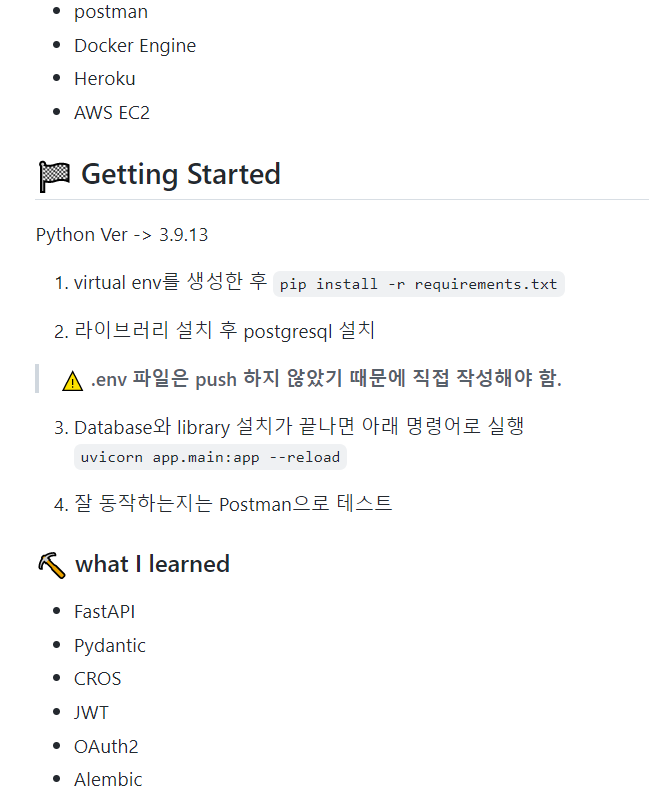 postman
Docker Engine
Heroku
AWS EC2
Getting Started
Python Ver -> 3.9.13
1. virtual env를 생성한 후 pip install -r requirements.txt
2. 라이브러리 설치 후 postgresql 설치
⚠ .env 파일은 push 하지 않았기 때문에 직접 작성해야 함.
3. Database와 library 설치가 끝나면 아래 명령어로 실행
uvicorn app.main:app --reload
4. 잘 동작하는지는 Postman으로 테스트
what I learned
FastAPI
Pydantic
CROS
JWT
OAuth2
Alembic